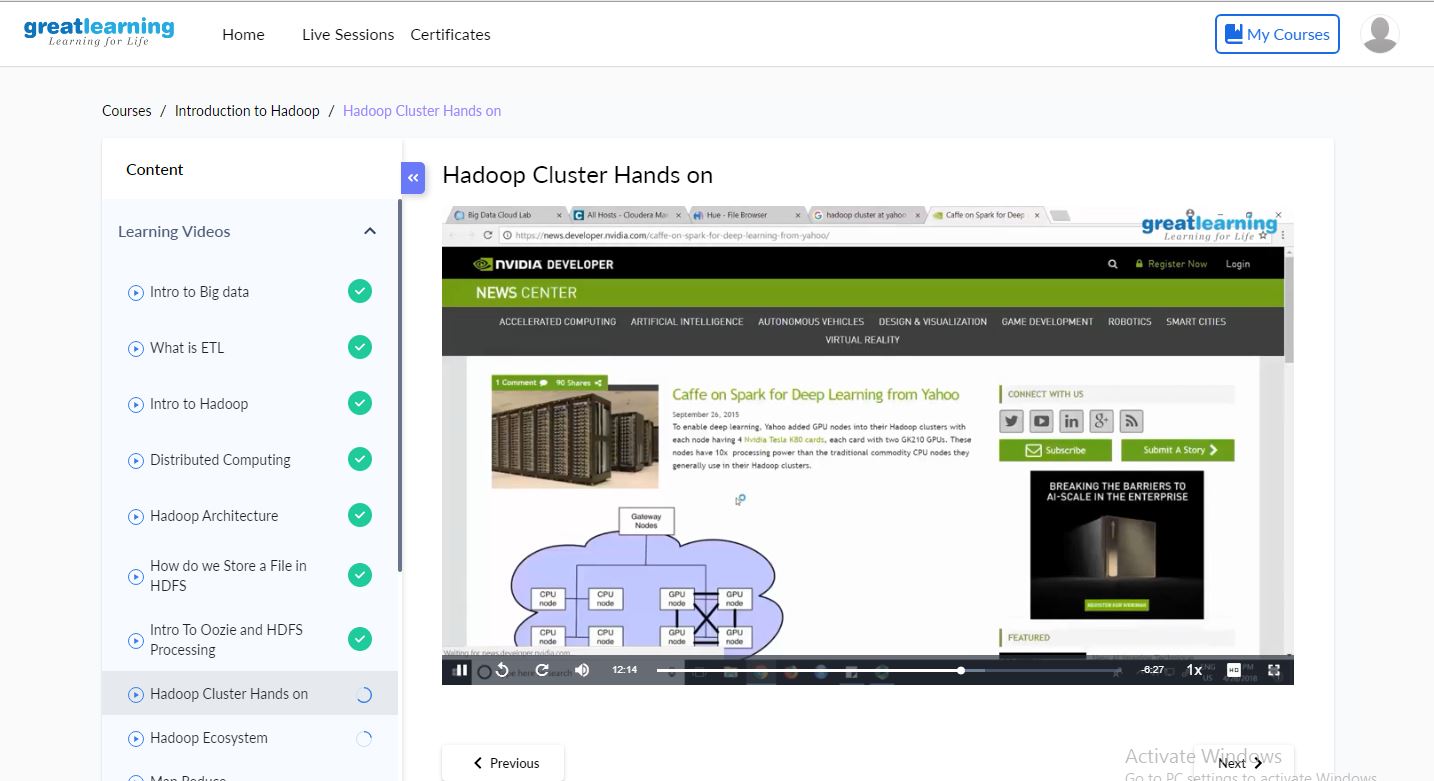 greatlearning
Learning for Life
Home
Live Sessions
Certificates
My Courses
Courses / Introduction to Hadoop / Hadoop Cluster Hands on
Content
Learning Videos
Intro to Big data
What is ETL
Intro to Hadoop
Distributed Computing
Hadoop Architecture
How do we Store a File in
HDFS
Intro To Oozie and HDFS
Processing
Hadoop Cluster Hands on
Hadoop Ecosystem
Map Reduce
Hadoop Cluster Hands on
Big Data Cloud Lab
All Hosts - Cloudera Ma
Hue - File Browser
hadoop cluster at yahoo
Caffe on Spark for Deep
greatlearning
Learning for Life
https://news.developer.nvidia.com/caffe-on-spark-for-deep-learning-from-yahoo/
NVIDIA DEVELOPER
Register Now
Login
NEWS CENTER
ACCELERATED COMPUTING ARTIFICIAL INTELLIGENCE AUTONOMOUS VEHICLES DESIGN & VISUALIZATION GAME DEVELOPMENT ROBOTICS SMART CITIES
VIRTUAL REALITY
1 Comment 90 Shares
Caffe on Spark for Deep Learning from Yahoo
September 26, 2015
To enable deep learning, Yahoo added GPU nodes into their Hadoop clusters with
each node having 4 Nvidia Tesla K80 cards, each card with two GK210 GPUs. These
nodes have 10x processing power than the traditional commodity CPU nodes they
generally use in their Hadoop clusters.
Gateway
Nodes
CPU node
CPU node
GPU node
GPU node
CPU node
CPU node
GPU node
GPU node
CONNECT WITH US
Subscribe
Submit A Story
BREAKING THE BARRIERS TO
AI-SCALE IN THE ENTERPRISE
REGISTER FOR WEBINAR
FEATURED
Waiting for news.developer.nvidia.com
12:14
-6:27
1x
HD
ENG
US
PM
Previous
Next
Activate Windows
Go to PC settings to activate Windows.